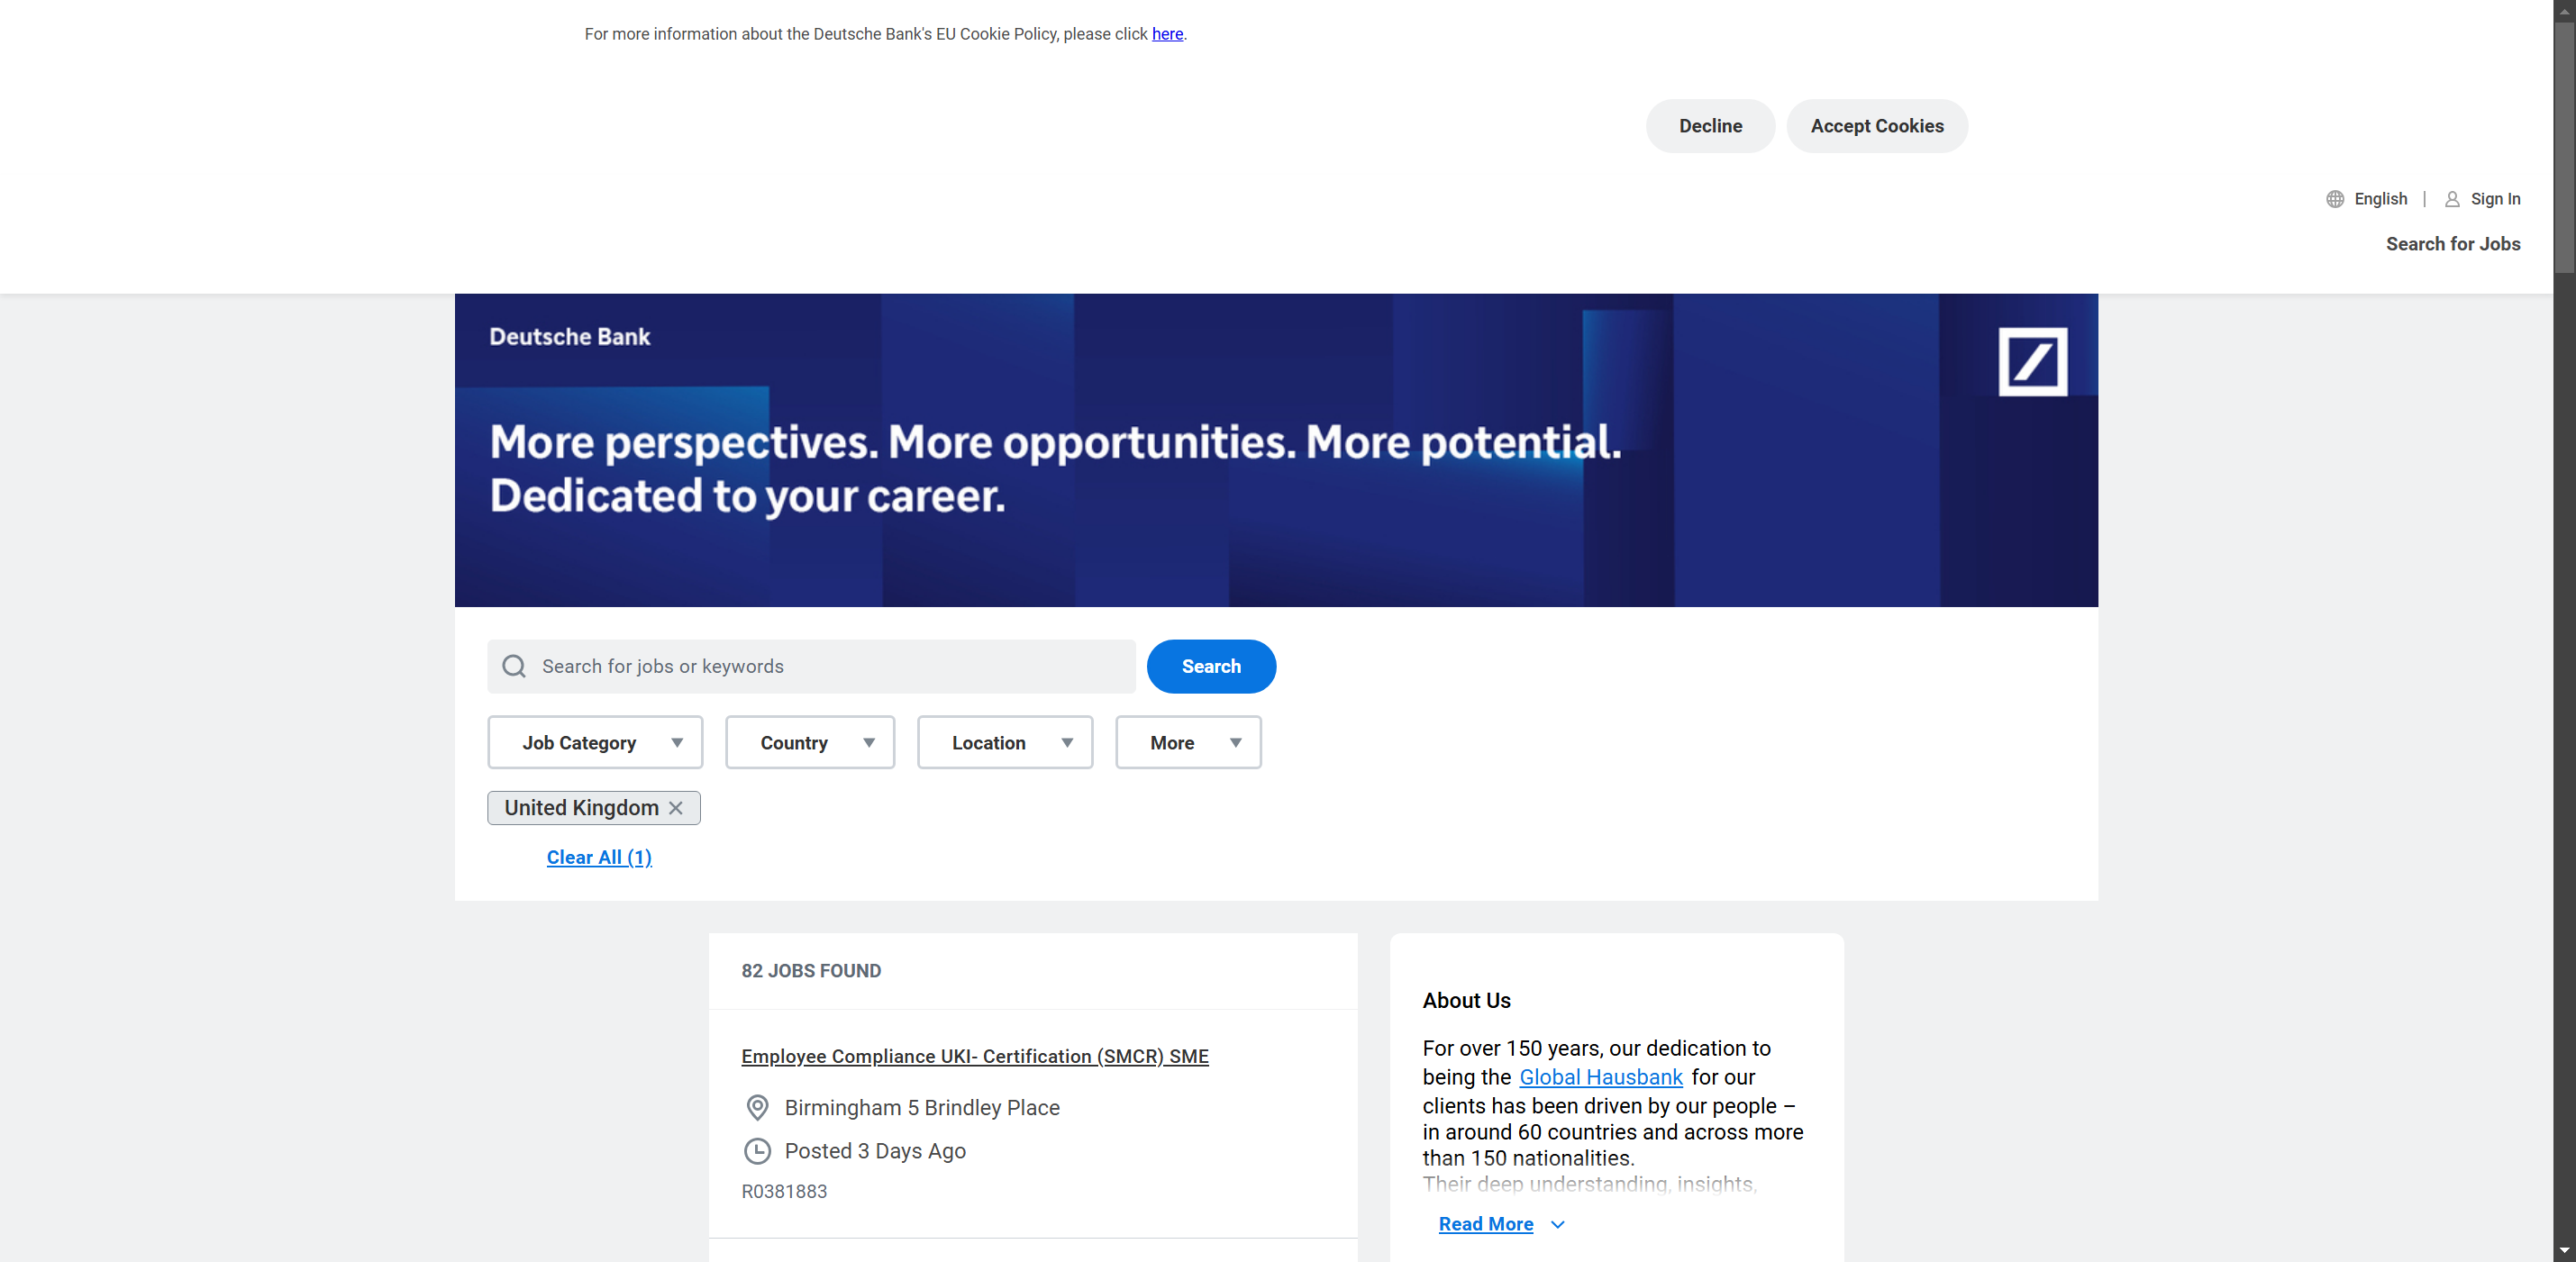 For more information about the Deutsche Bank's EU Cookie Policy, please click here.
Decline
Accept Cookies
English
Sign In
Search for Jobs
Deutsche Bank
More perspectives. More opportunities. More potential.
Dedicated to your career.
Search for jobs or keywords
Search
Job Category
Country
Location
More
United Kingdom
Clear All (1)
82 JOBS FOUND
Employee Compliance UKI- Certification (SMCR) SME
Birmingham 5 Brindley Place
Posted 3 Days Ago
R0381883
About Us
For over 150 years, our dedication to
being the Global Hausbank for our
clients has been driven by our people –
in around 60 countries and across more
than 150 nationalities.
Their deep understanding, insights,
Read More